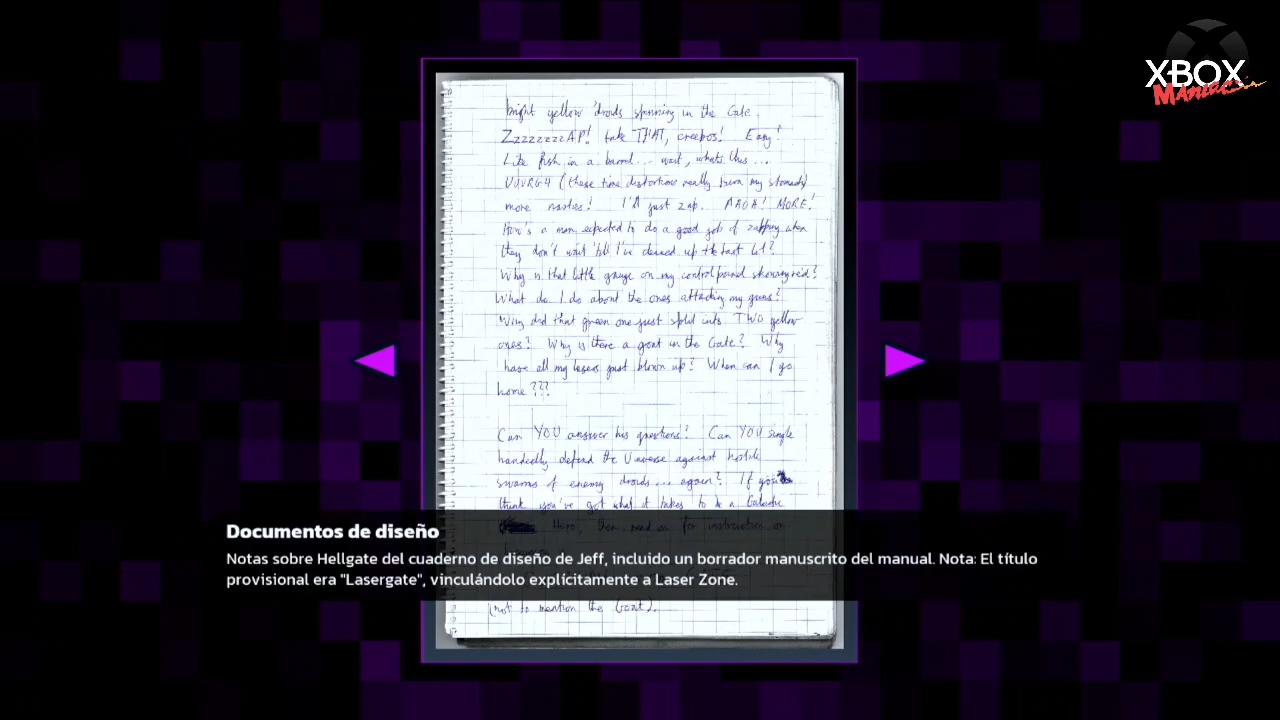 XBOX
Maniac
bright yellow 'droids spinning in the Gate.
ZzzzzzzzAP! take THAT, creepos! Easy!
Like fish in a barrel... wait, whats this...
UUURGH (these time distortions really turn my stomach)
more nasties! I'll just zap. AAGH! MORE!
How's a man expected to do a good job of zapping when
they don't wait 'till I've cleaned up the last lot?
Why is that little gauge on my control panel showing red?
What do I do about the ones attacking my guns?
Why did that green one just split into TWO yellow
ones? Why is there a goat in the Gate? Why
have all my lasers just blown up? When can I go
home???
Can YOU answer his questions? Can YOU single
handedly defend the Universe against hostile
swarms of enemy droids... again? If you
think you've got what it takes to be a Galactic
Hero, then read on for instructions on
(not to mention the Goat).
Documentos de diseño
Notas sobre Hellgate del cuaderno de diseño de Jeff, incluido un borrador manuscrito del manual. Nota: El título
provisional era "Lasergate", vinculándolo explícitamente a Laser Zone.